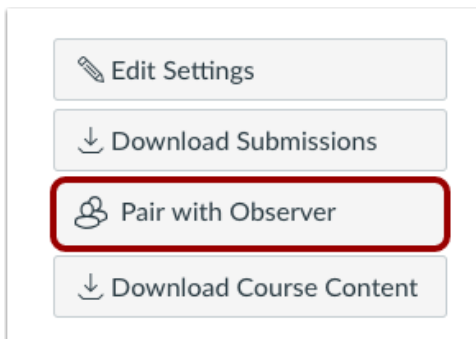 Edit Settings
Download Submissions
Pair with Observer
Download Course Content